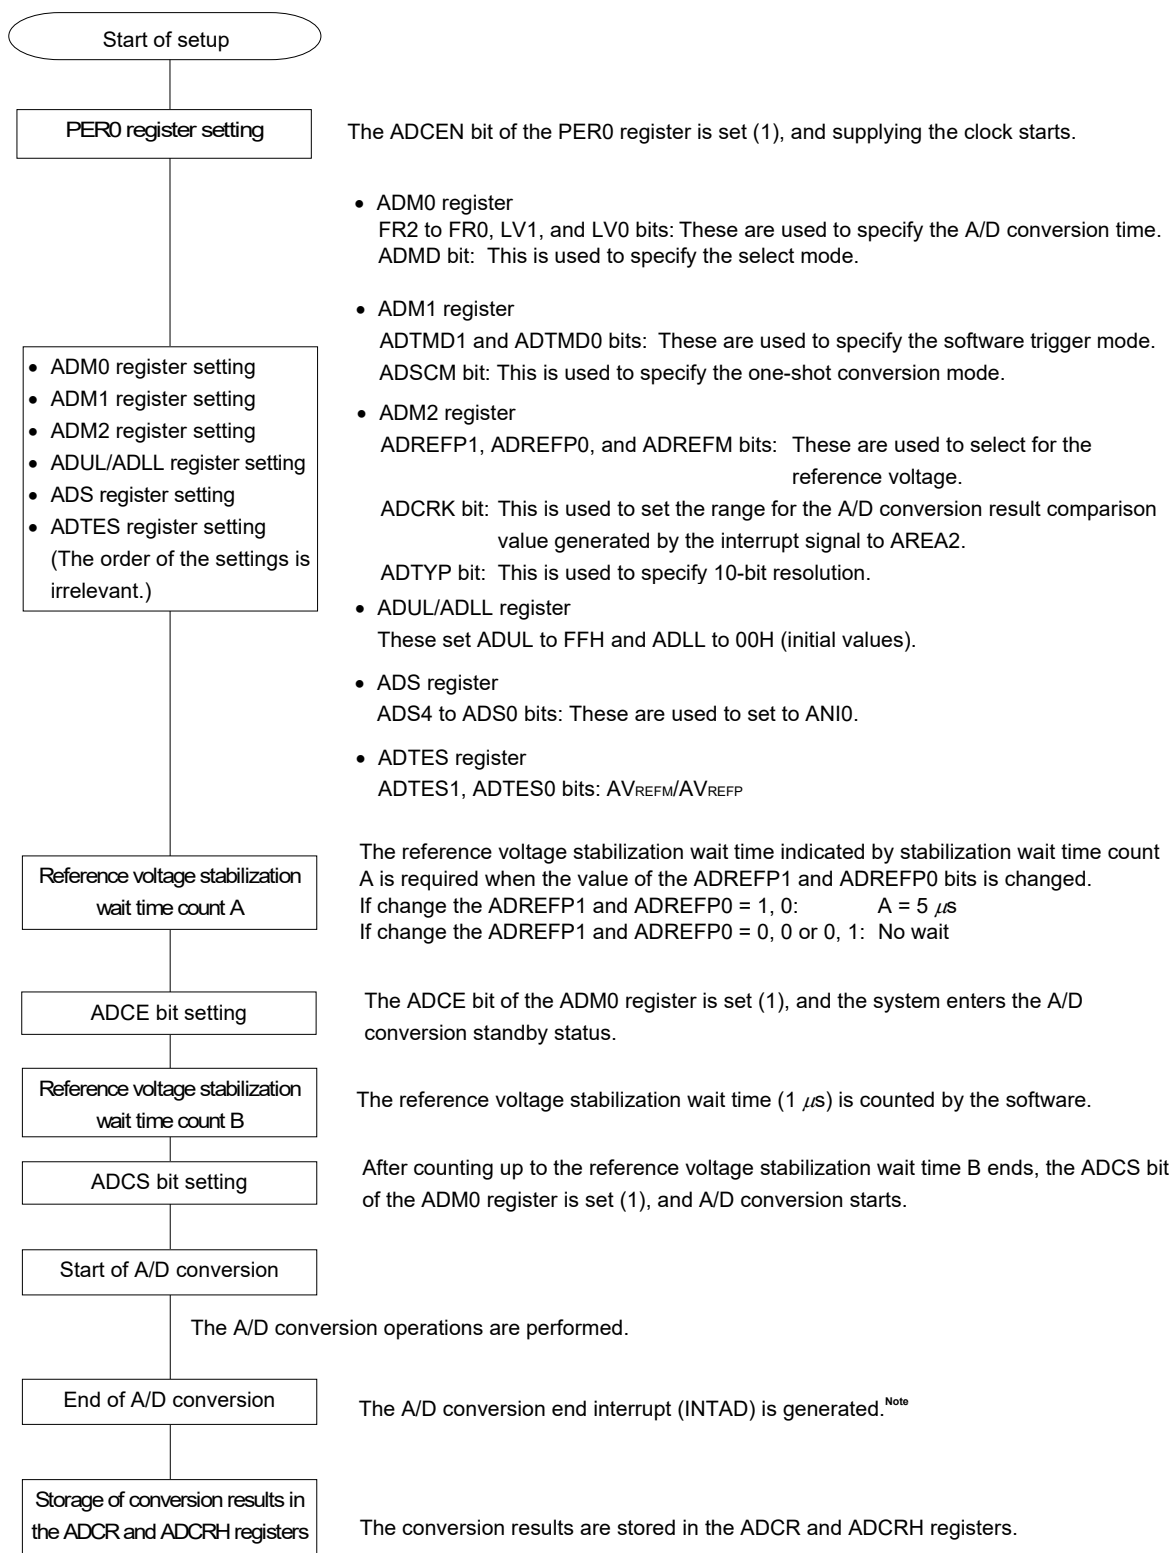 Start of setup
PER0 register setting
The ADCEN bit of the PER0 register is set (1), and supplying the clock starts.
• ADM0 register setting
• ADM1 register setting
• ADM2 register setting
• ADUL/ADLL register setting
• ADS register setting
• ADTES register setting
(The order of the settings is
irrelevant.)
• ADM0 register
FR2 to FR0, LV1, and LV0 bits: These are used to specify the A/D conversion time.
ADMD bit: This is used to specify the select mode.
• ADM1 register
ADTMD1 and ADTMD0 bits: These are used to specify the software trigger mode.
ADSCM bit: This is used to specify the one-shot conversion mode.
• ADM2 register
ADREFP1, ADREFP0, and ADREFM bits: These are used to select for the
reference voltage.
ADCRK bit: This is used to set the range for the A/D conversion result comparison
value generated by the interrupt signal to AREA2.
ADTYP bit: This is used to specify 10-bit resolution.
• ADUL/ADLL register
These set ADUL to FFH and ADLL to 00H (initial values).
• ADS register
ADS4 to ADS0 bits: These are used to set to ANI0.
• ADTES register
ADTES1, ADTES0 bits: AVREFM/AVREFP
Reference voltage stabilization
wait time count A
The reference voltage stabilization wait time indicated by stabilization wait time count
A is required when the value of the ADREFP1 and ADREFP0 bits is changed.
If change the ADREFP1 and ADREFP0 = 1, 0: A = 5 μs
If change the ADREFP1 and ADREFP0 = 0, 0 or 0, 1: No wait
ADCE bit setting
The ADCE bit of the ADM0 register is set (1), and the system enters the A/D
conversion standby status.
Reference voltage stabilization
wait time count B
The reference voltage stabilization wait time (1 μs) is counted by the software.
ADCS bit setting
After counting up to the reference voltage stabilization wait time B ends, the ADCS bit
of the ADM0 register is set (1), and A/D conversion starts.
Start of A/D conversion
The A/D conversion operations are performed.
End of A/D conversion
The A/D conversion end interrupt (INTAD) is generated.Note
Storage of conversion results in
the ADCR and ADCRH registers
The conversion results are stored in the ADCR and ADCRH registers.